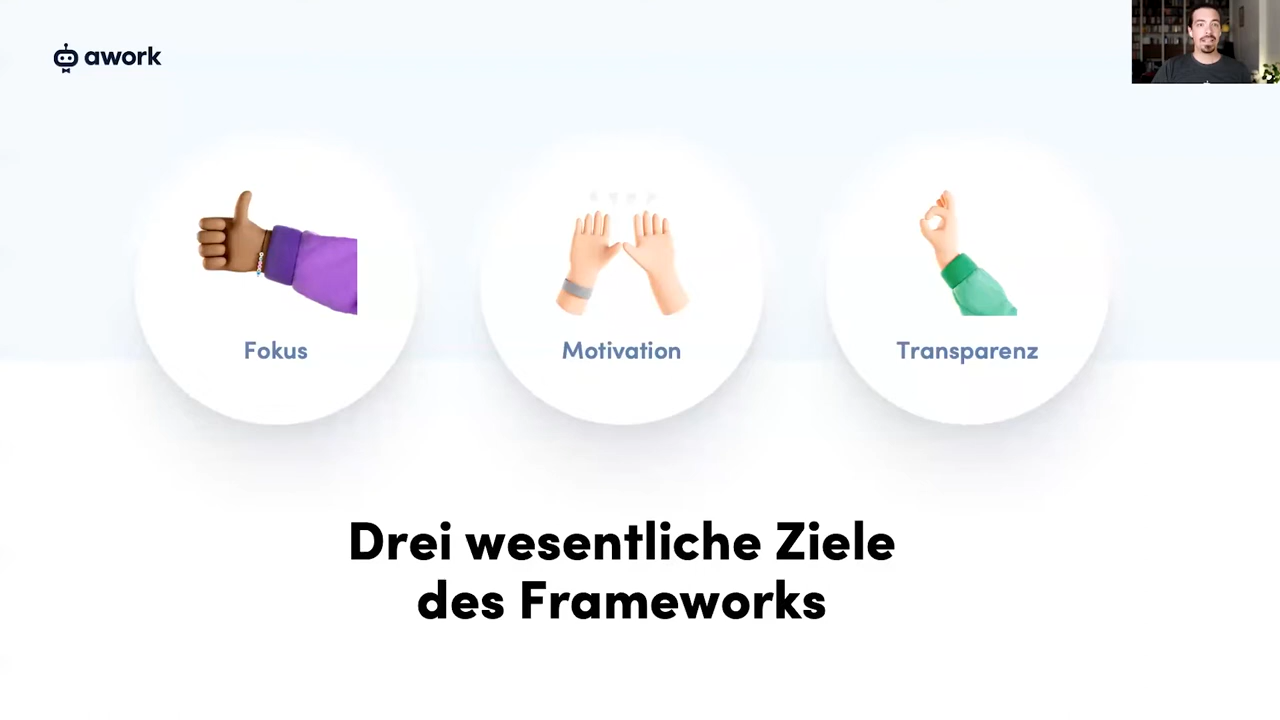 awork
Fokus
Motivation
Transparenz
Drei wesentliche Ziele
des Frameworks